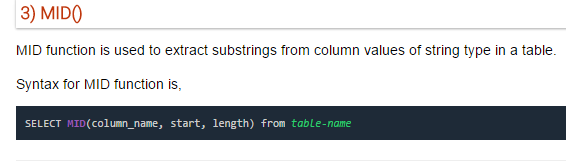 3) MID()
MID function is used to extract substrings from column values of string type in a table.
Syntax for MID function is,
SELECT MID(column_name, start, length) from table-name